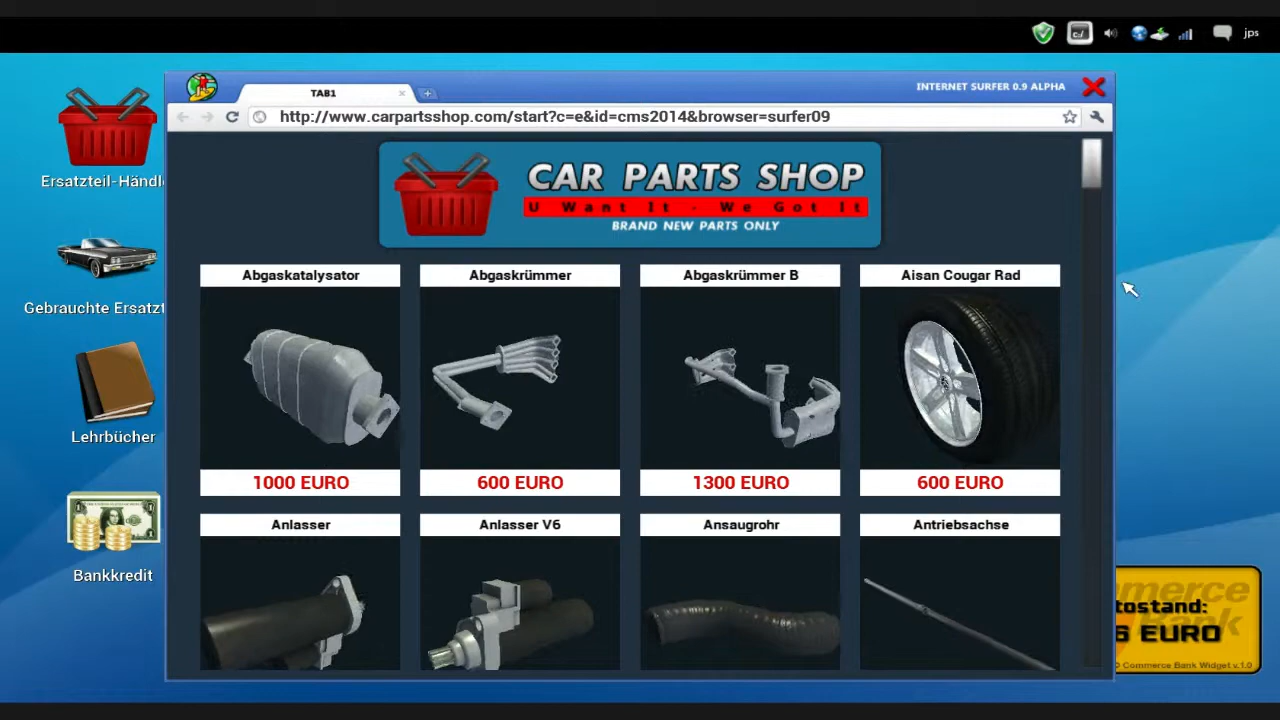 jps
TAB1
INTERNET SURFER 0.9 ALPHA
http://www.carpartsshop.com/start?c=e&id=cms2014&browser=surfer09
CAR PARTS SHOP
U Want It - We Got It
BRAND NEW PARTS ONLY
Ersatzteil-Händl
Gebrauchte Ersatzt
Lehrbücher
Bankkredit
Abgaskatalysator
Abgaskrümmer
Abgaskrümmer B
Aisan Cougar Rad
1000 EURO
600 EURO
1300 EURO
600 EURO
Anlasser
Anlasser V6
Ansaugrohr
Antriebsachse
mmerce
Bank
tostand:
6 EURO
Commerce Bank Widget v.1.0